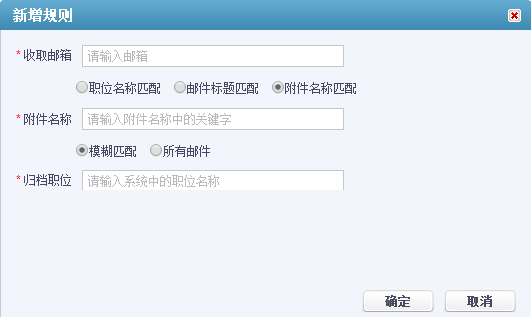 新增规则
*收取邮箱 请输入邮箱
职位名称匹配 邮件标题匹配 附件名称匹配
*附件名称 请输入附件名称中的关键字
模糊匹配 所有邮件
*归档职位 请输入系统中的职位名称
确定 取消